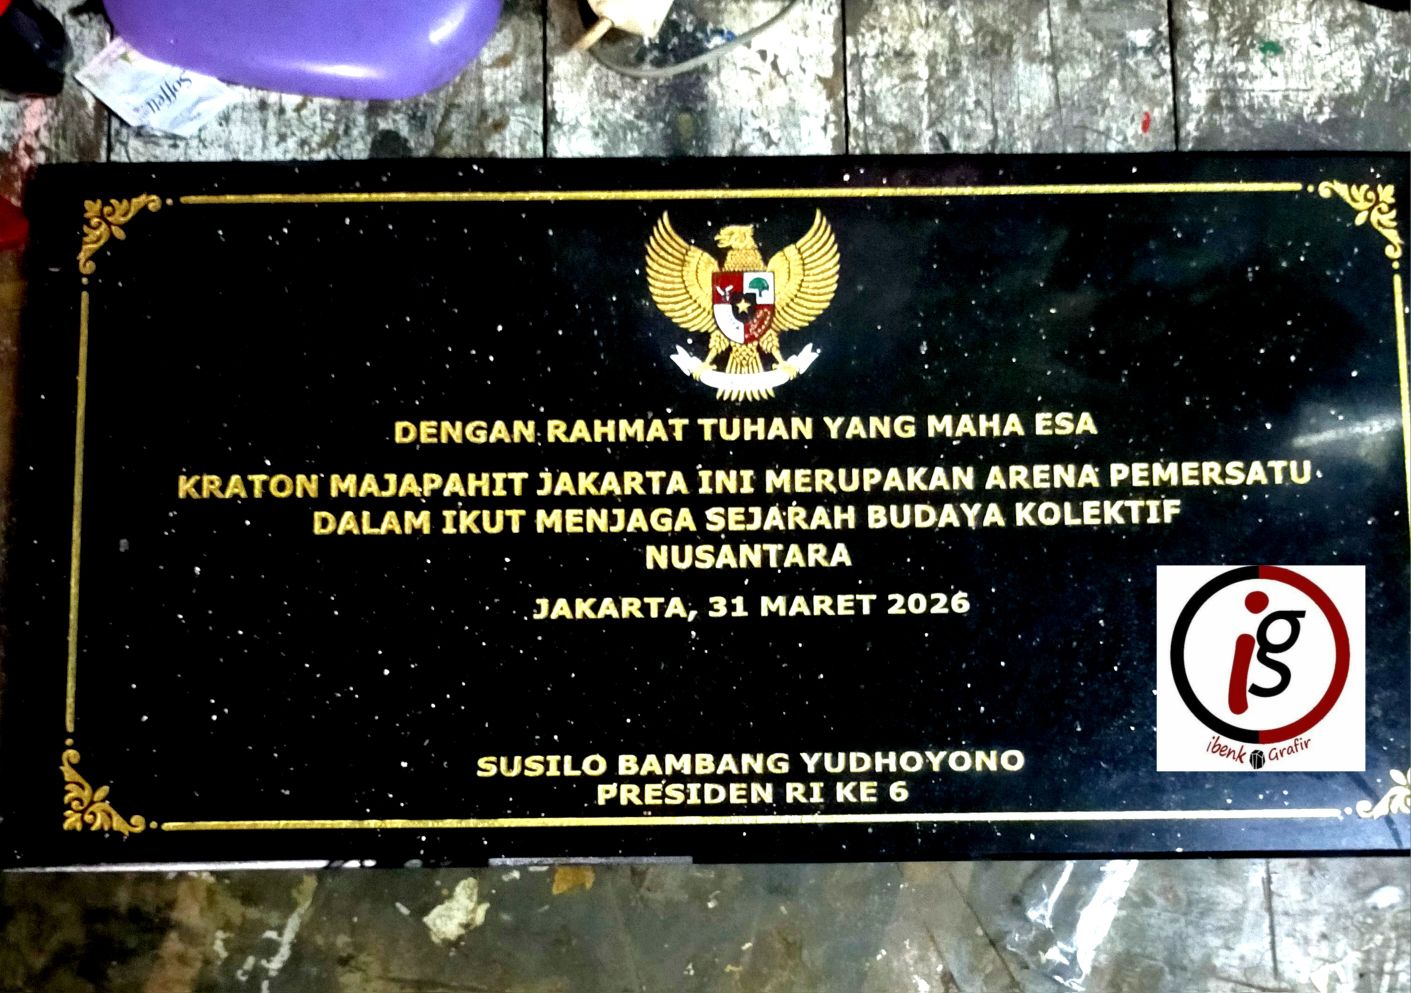 Soffell
DENGAN RAHMAT TUHAN YANG MAHA ESA
KRATON MAJAPAHIT JAKARTA INI MERUPAKAN ARENA PEMERSATU
DALAM IKUT MENJAGA SEJARAH BUDAYA KOLEKTIF
NUSANTARA
JAKARTA, 31 MARET 2026
ig
ibenk Grafir
SUSILO BAMBANG YUDHOYONO
PRESIDEN RI KE 6